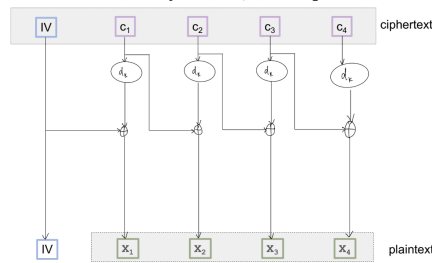 IV c₁ c₂ c₃ c₄ ciphertext
dₖ dₖ dₖ dₖ
IV x₁ x₂ x₃ x₄ plaintext